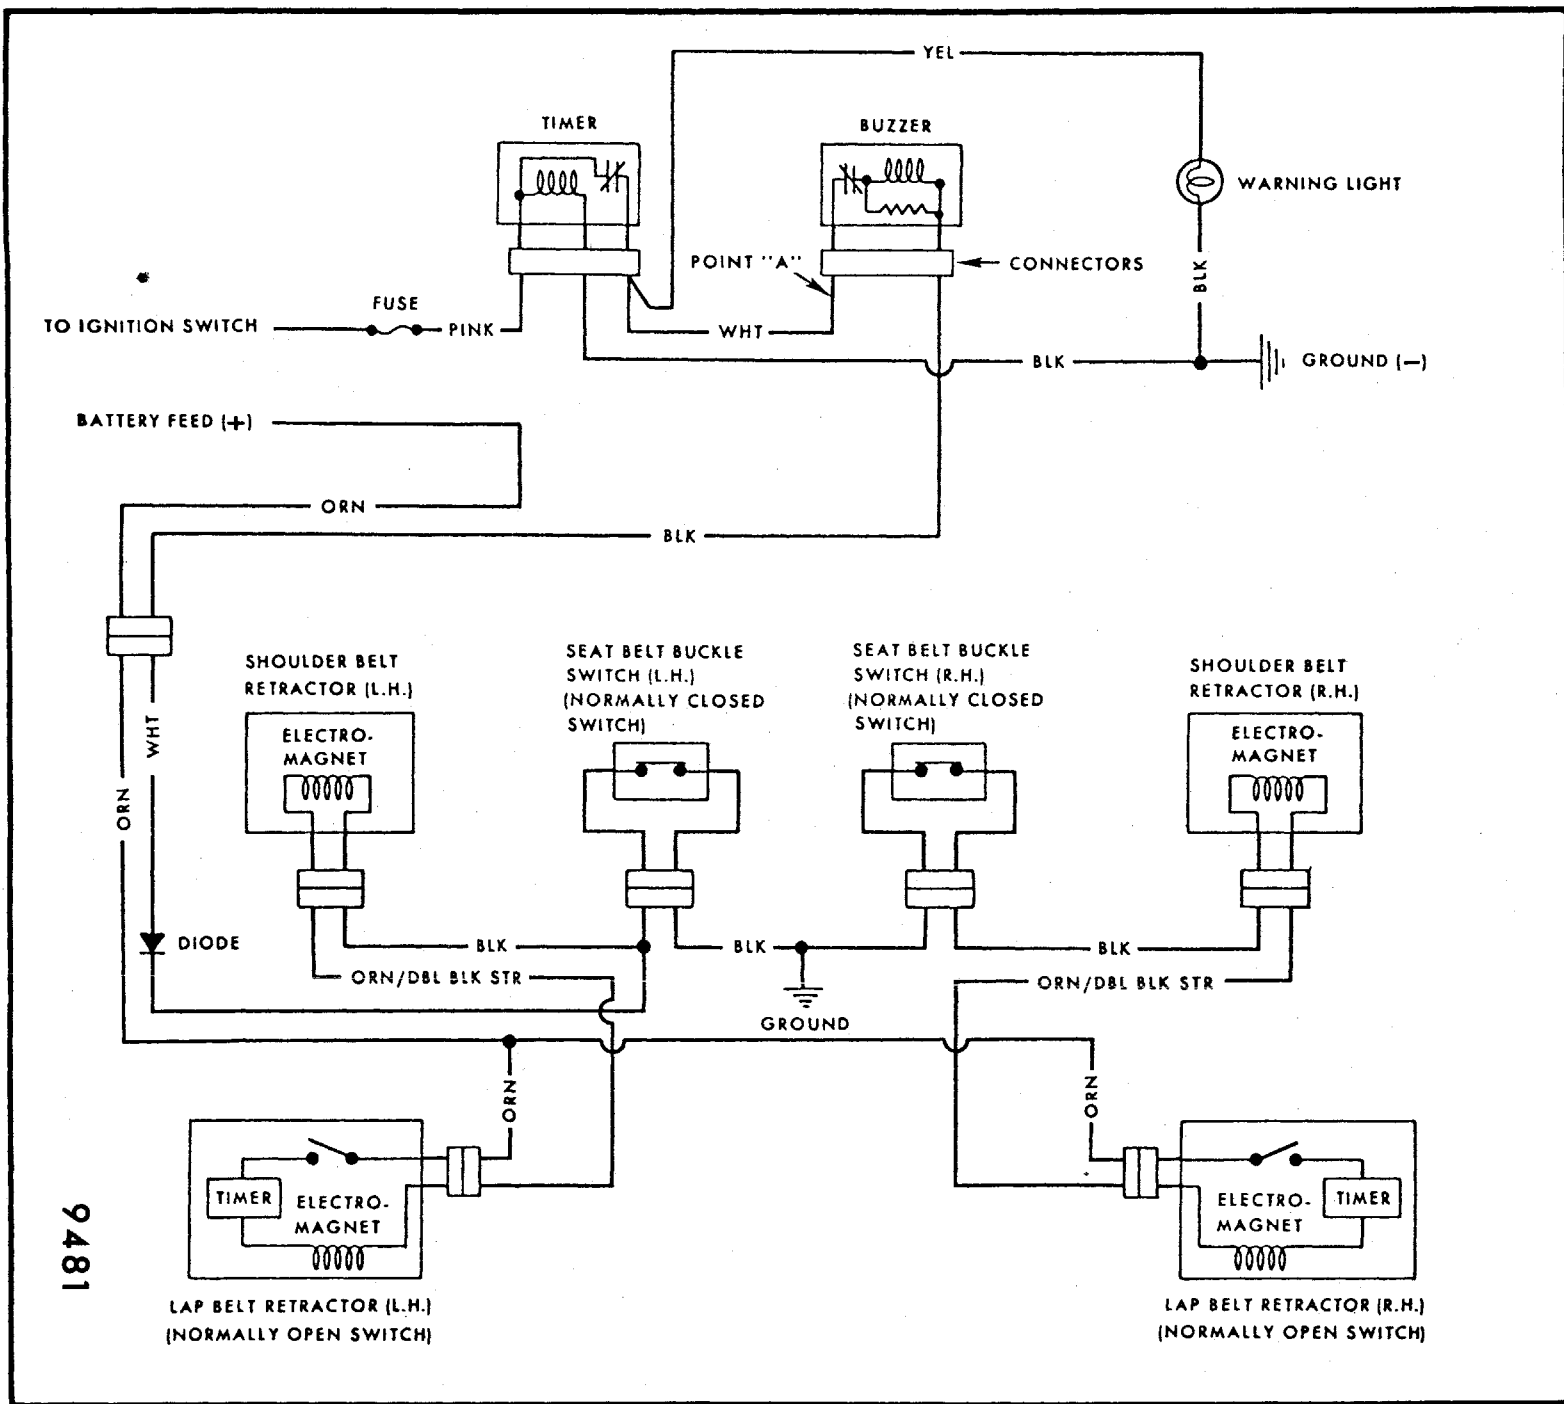 YEL
TIMER
BUZZER
WARNING LIGHT
POINT "A"
CONNECTORS
BLK
FUSE
TO IGNITION SWITCH
PINK
WHT
BLK
GROUND (−)
BATTERY FEED (+)
ORN
BLK
SHOULDER BELT
RETRACTOR (L.H.)
SEAT BELT BUCKLE
SWITCH (L.H.)
(NORMALLY CLOSED
SWITCH)
SEAT BELT BUCKLE
SWITCH (R.H.)
(NORMALLY CLOSED
SWITCH)
SHOULDER BELT
RETRACTOR (R.H.)
WHT
ORN
ELECTRO-
MAGNET
ELECTRO-
MAGNET
DIODE
BLK
BLK
BLK
ORN/DBL BLK STR
ORN/DBL BLK STR
GROUND
ORN
ORN
TIMER
ELECTRO-
MAGNET
ELECTRO-
MAGNET
TIMER
LAP BELT RETRACTOR (L.H.)
(NORMALLY OPEN SWITCH)
LAP BELT RETRACTOR (R.H.)
(NORMALLY OPEN SWITCH)
9481